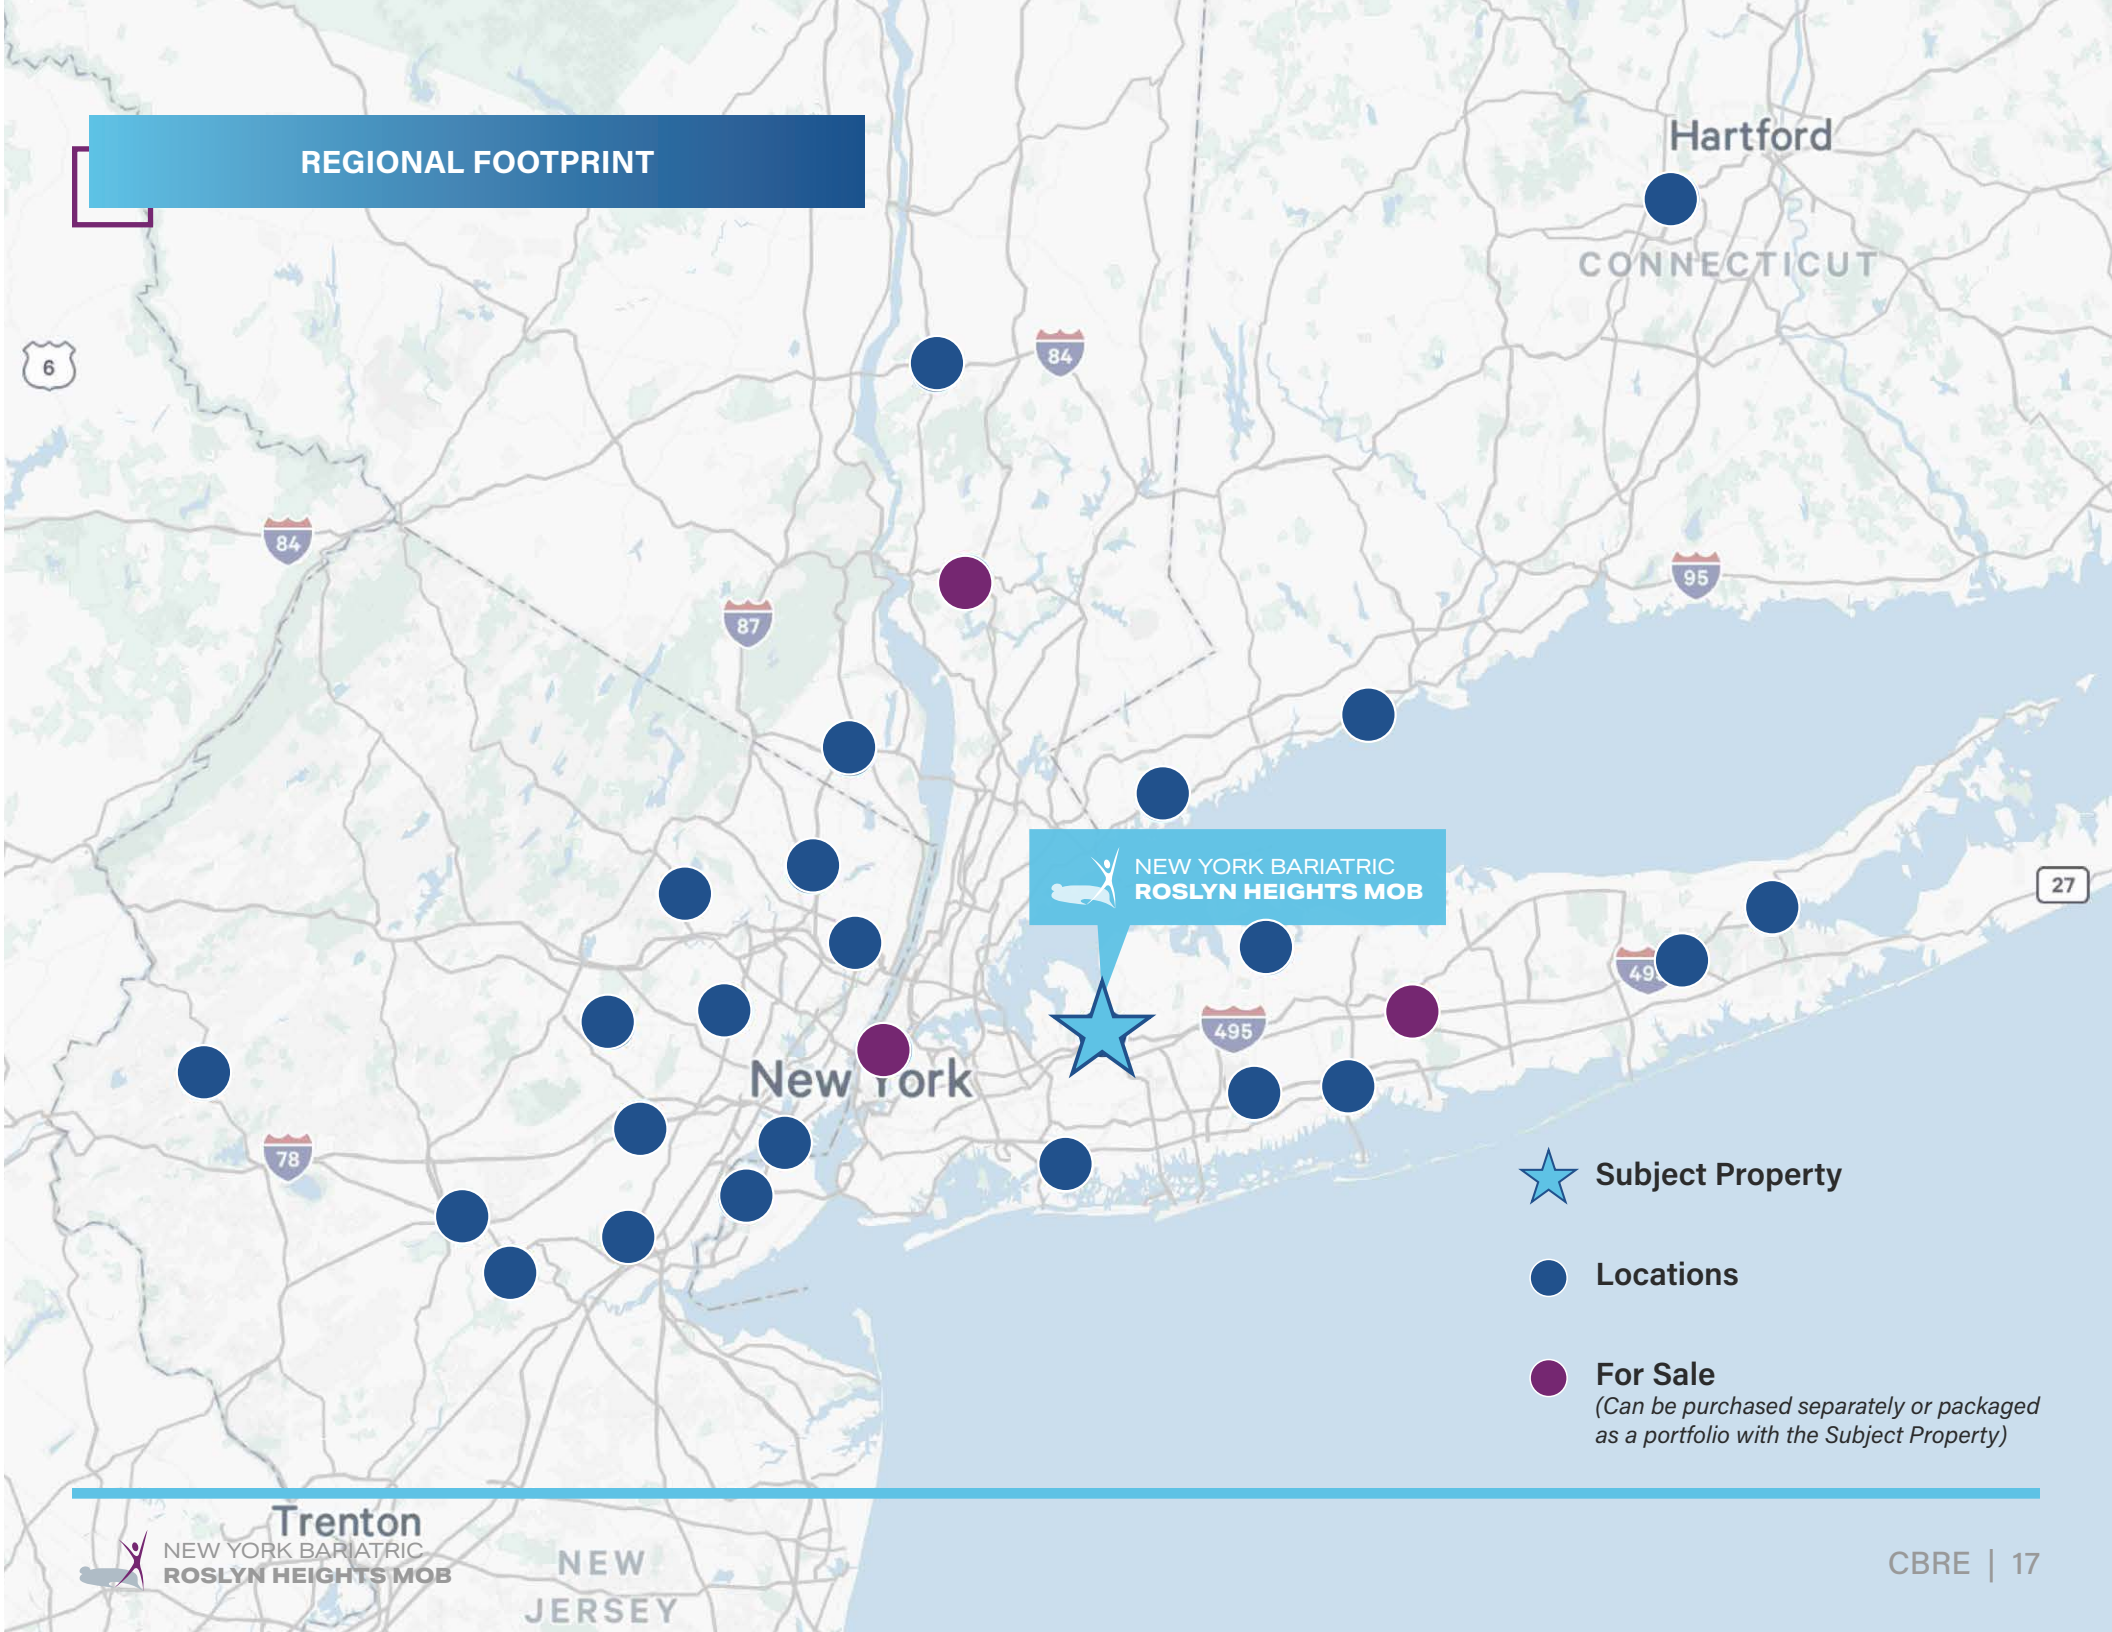 REGIONAL FOOTPRINT
Hartford
CONNECTICUT
84
6
84
95
87
NEW YORK BARIATRIC
ROSLYN HEIGHTS MOB
27
49
495
New York
78
Subject Property
Locations
For Sale
(Can be purchased separately or packaged
as a portfolio with the Subject Property)
Trenton
NEW YORK BARIATRIC
ROSLYN HEIGHTS MOB
NEW
JERSEY
CBRE | 17